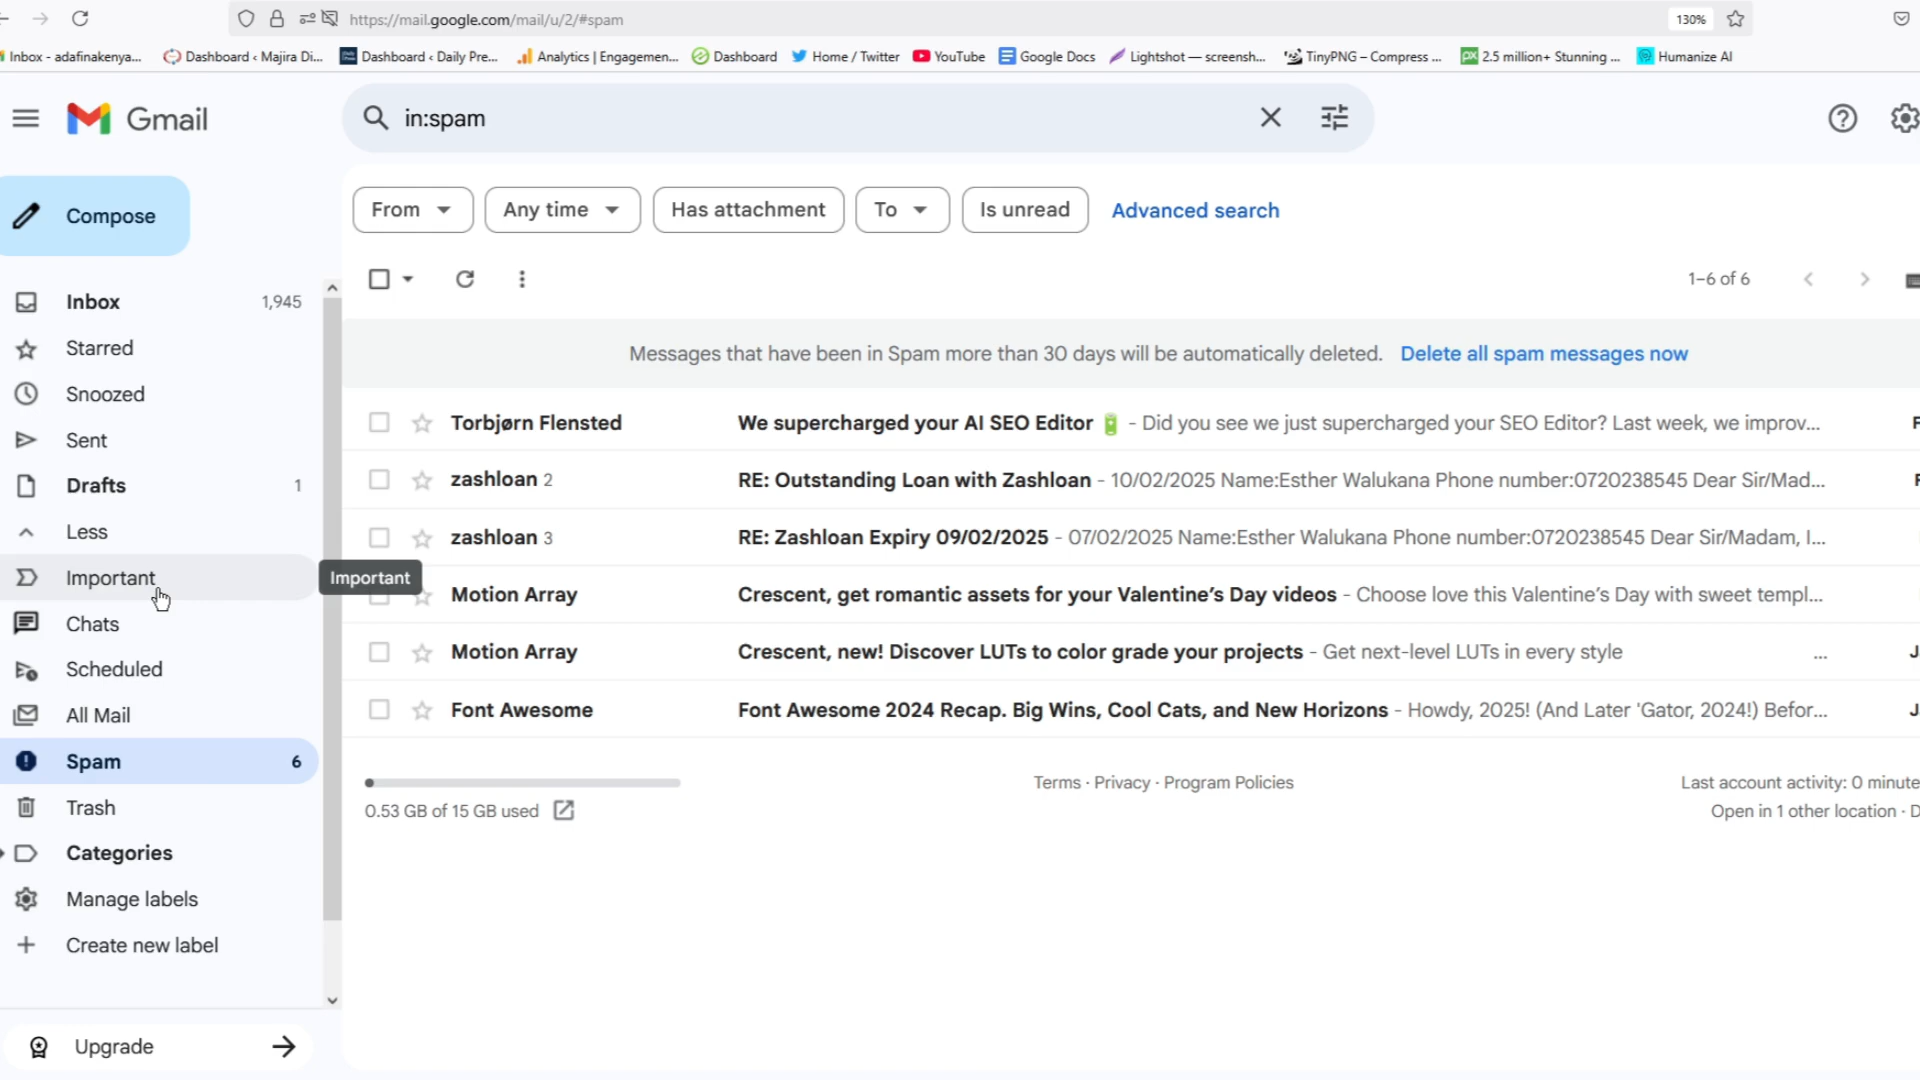 https://mail.google.com/mail/u/2/#spam
130%
Inbox - adafinakenya...
Dashboard ‹ Majira Di...
Dashboard ‹ Daily Pre...
Analytics | Engagemen...
Dashboard
Home / Twitter
YouTube
Google Docs
Lightshot — screensh...
TinyPNG – Compress ...
2.5 million+ Stunning ...
Humanize AI
Gmail
in:spam
Compose
From
Any time
Has attachment
To
Is unread
Advanced search
1–6 of 6
Inbox 1,945
Starred
Snoozed
Sent
Drafts 1
Less
Important
Important
Chats
Scheduled
All Mail
Spam 6
Trash
Categories
Manage labels
Create new label
Upgrade
Messages that have been in Spam more than 30 days will be automatically deleted. Delete all spam messages now
Torbjørn Flensted We supercharged your AI SEO Editor 🔋 - Did you see we just supercharged your SEO Editor? Last week, we improv...
zashloan 2 RE: Outstanding Loan with Zashloan - 10/02/2025 Name:Esther Walukana Phone number:0720238545 Dear Sir/Mad...
zashloan 3 RE: Zashloan Expiry 09/02/2025 - 07/02/2025 Name:Esther Walukana Phone number:0720238545 Dear Sir/Madam, I...
Motion Array Crescent, get romantic assets for your Valentine's Day videos - Choose love this Valentine's Day with sweet templ...
Motion Array Crescent, new! Discover LUTs to color grade your projects - Get next-level LUTs in every style ...
Font Awesome Font Awesome 2024 Recap. Big Wins, Cool Cats, and New Horizons - Howdy, 2025! (And Later 'Gator, 2024!) Befor...
0.53 GB of 15 GB used
Terms · Privacy · Program Policies
Last account activity: 0 minute
Open in 1 other location ·